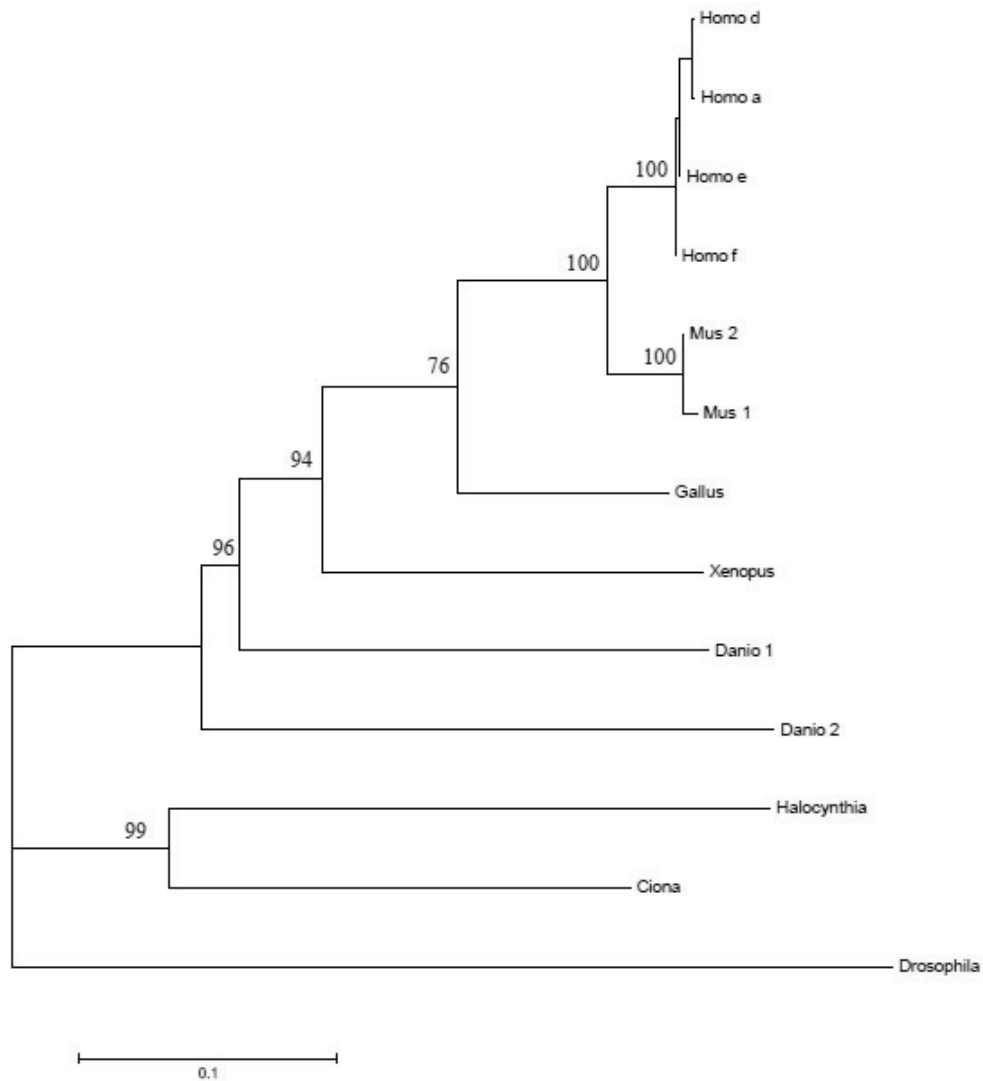 Homo d
Homo a
100
Homo e
Homo f
100
Mus 2
100
76
Mus 1
94
Gallus
96
Xenopus
Danio 1
Danio 2
Halocynthia
99
Ciona
Drosophila
0.1